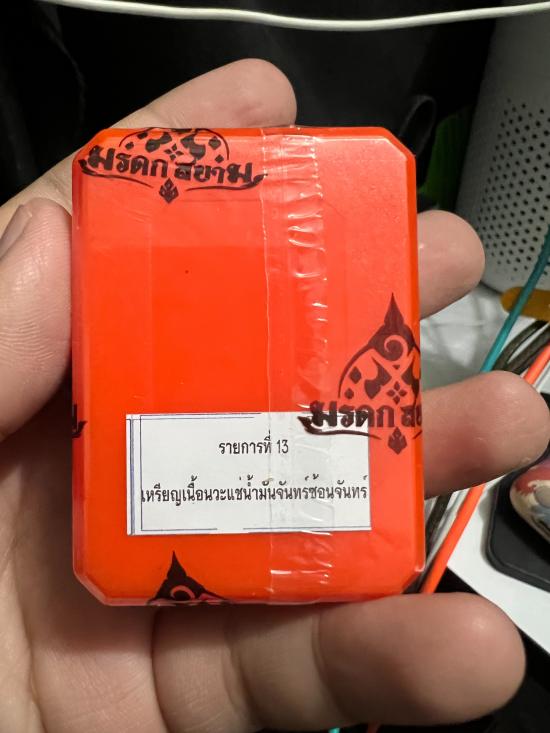 มรดกสยาม
มรดกสย
รายการที่ 13
เหรียญเนื้อนวะแช่น้ำมันจันทร์ซ้อนจันทร์